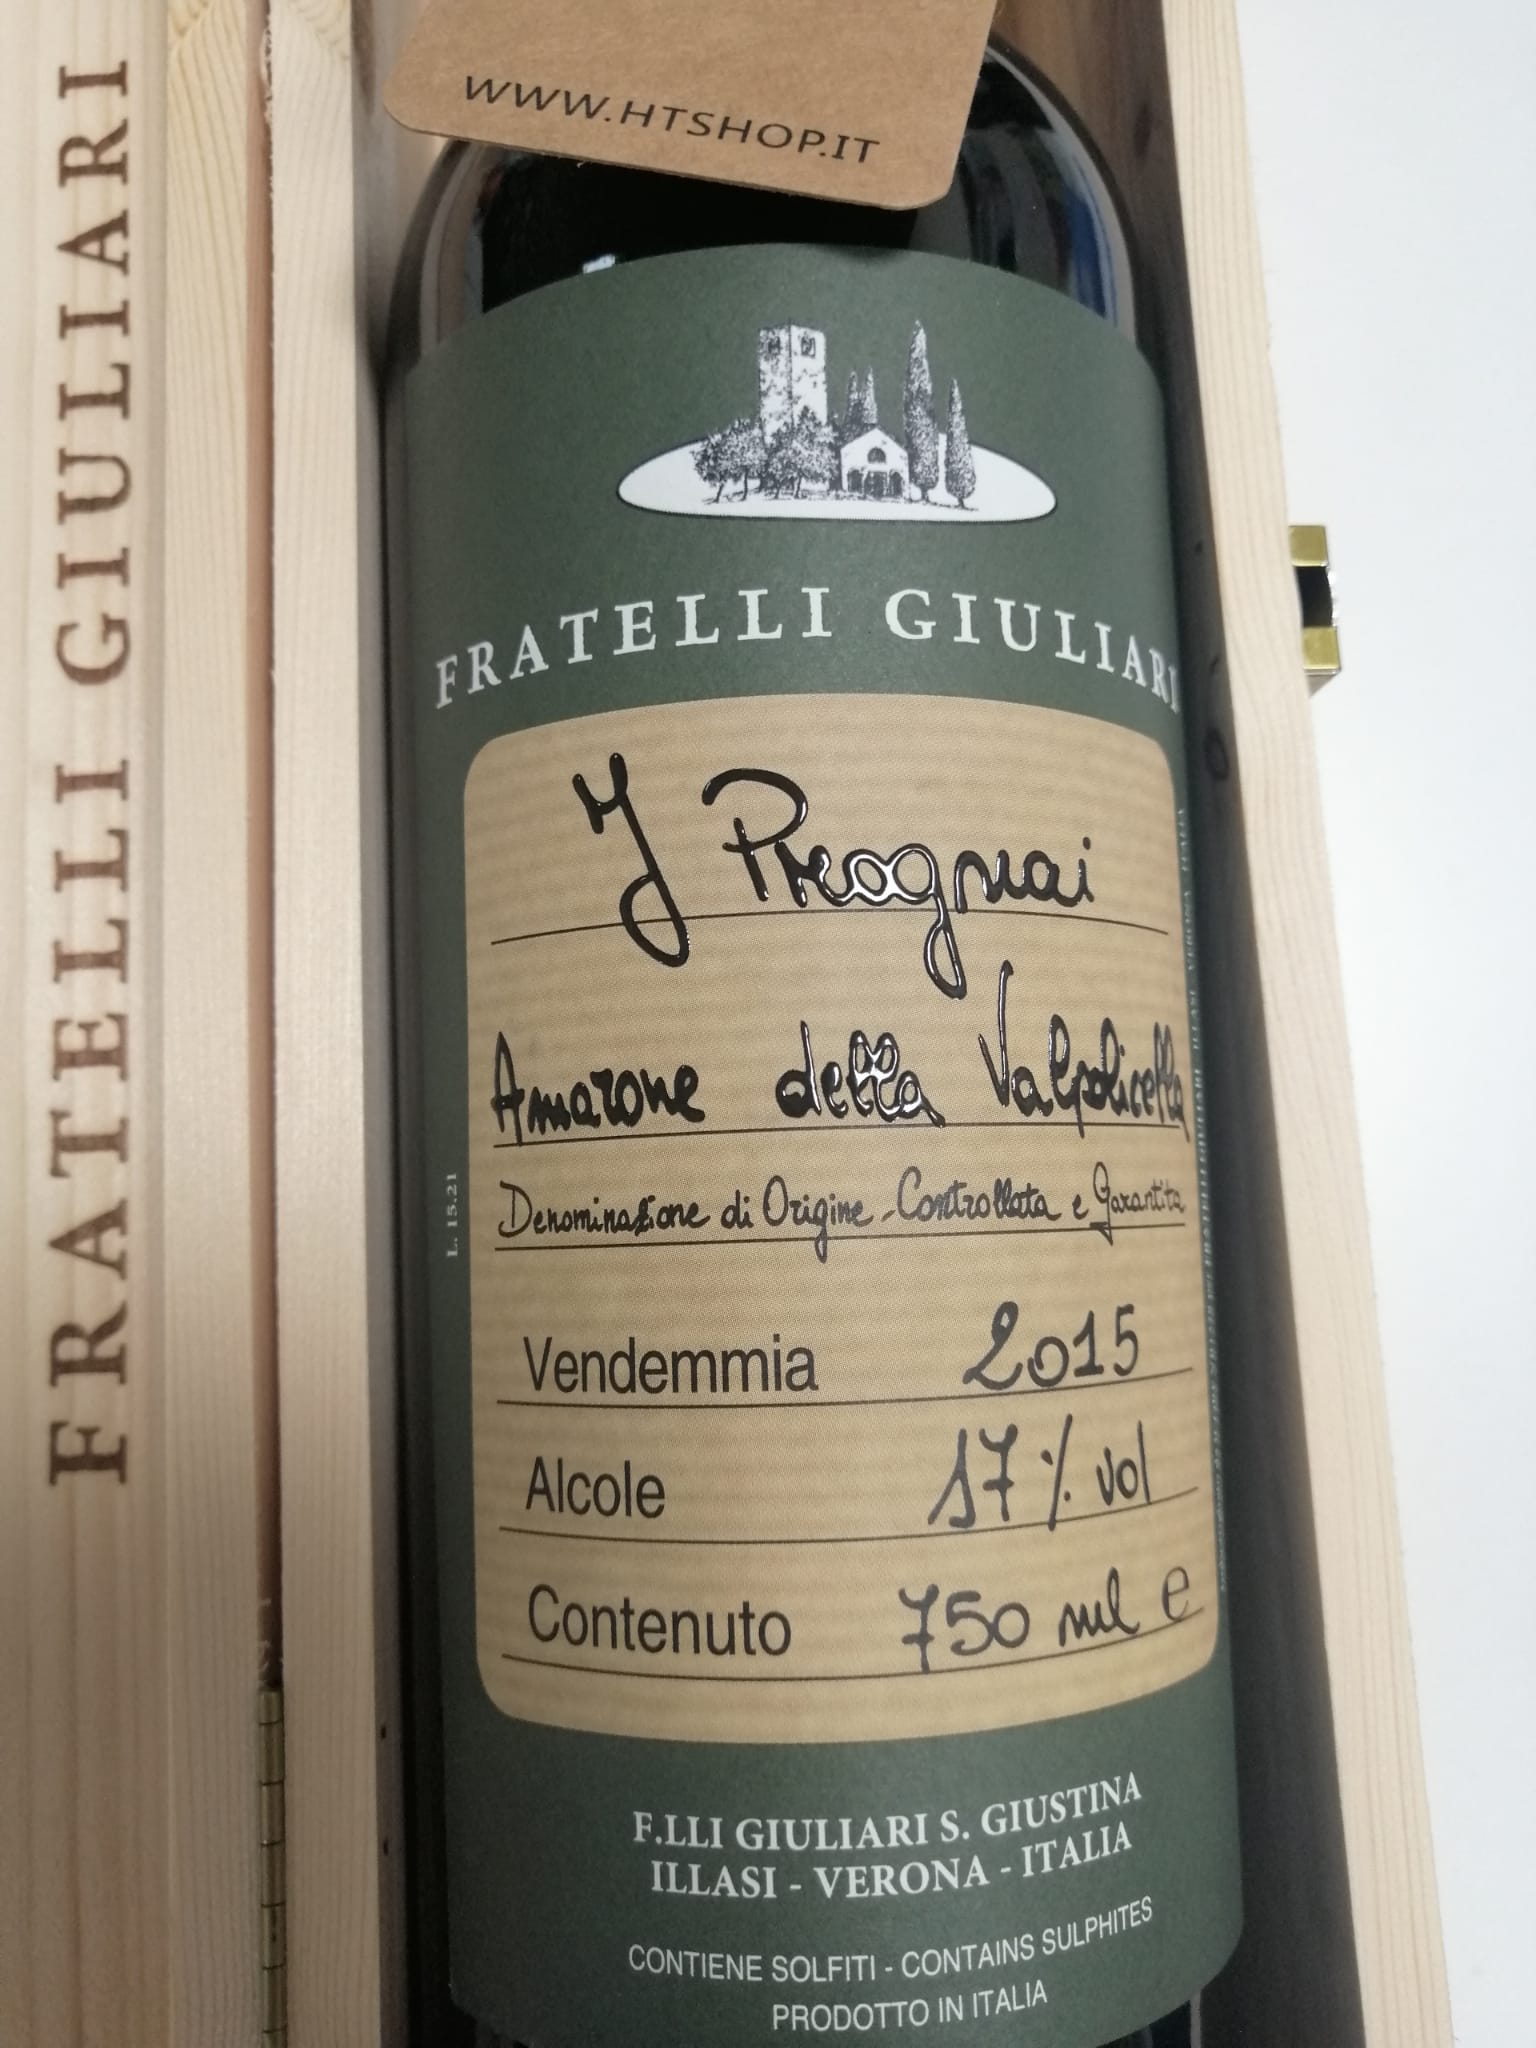 WWW.HTSHOP.IT
FRATELLI GIULIARI
FRATELLI GIULIARI
I Prognai
Amarone della Valpolicella
Denominazione di Origine Controllata e Garantita
L. 15.21
Vendemmia 2015
Alcole 17 % vol
Contenuto 750 ml e
F.LLI GIULIARI S. GIUSTINA
ILLASI - VERONA - ITALIA
CONTIENE SOLFITI - CONTAINS SULPHITES
PRODOTTO IN ITALIA